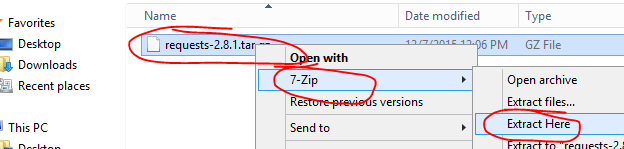 Name
Date modified
Type
Favorites
Desktop
Downloads
Recent places
This PC
Desktop
requests-2.8.1.tar.gz
12/7/2015 12:06 PM
GZ File
Open with
7-Zip
Restore previous versions
Send to
Open archive
Extract files...
Extract Here
Extract to "requests-2.8